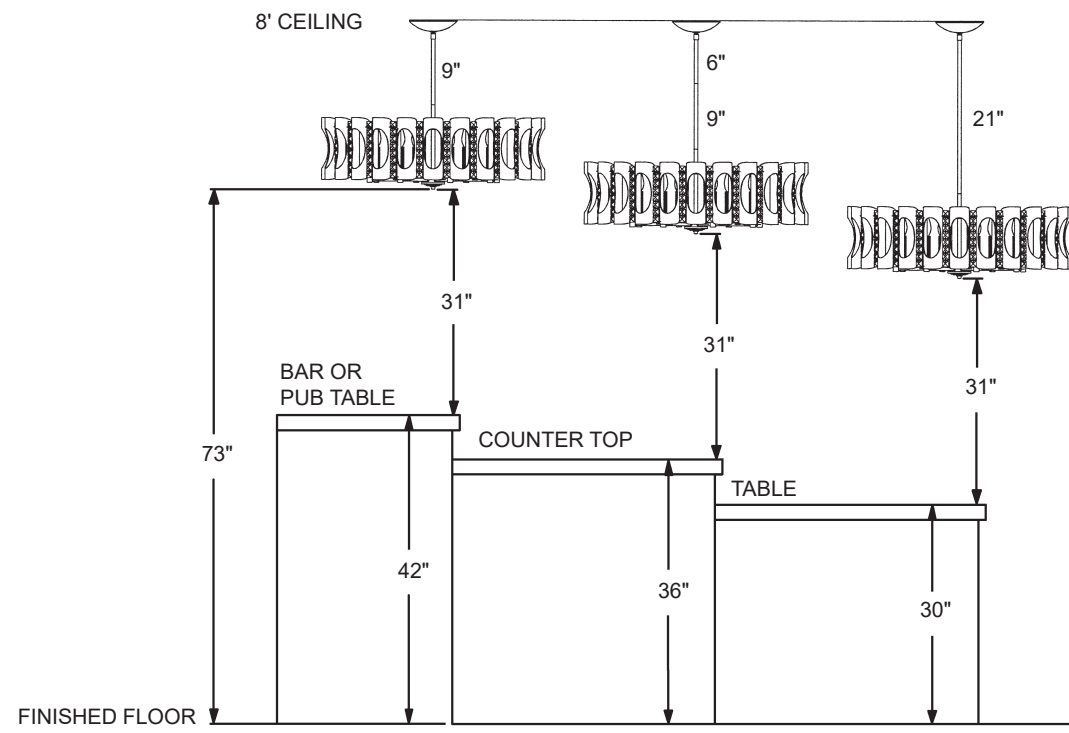 8' CEILING
9"
6"
9"
21"
31"
31"
31"
BAR OR
PUB TABLE
COUNTER TOP
TABLE
73"
42"
36"
30"
FINISHED FLOOR